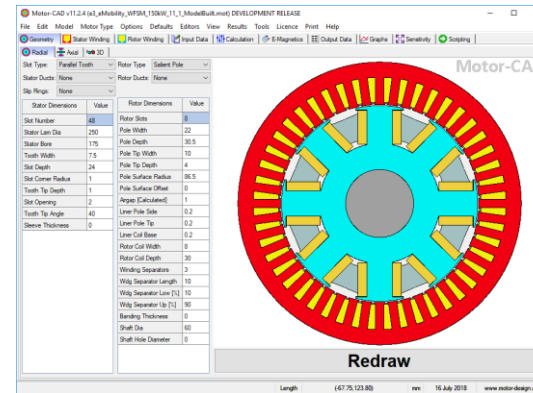 Motor-CAD v11.2.4 (e3_eMobility_WFSM_150kW_11_1_ModelBuilt.mot) DEVELOPMENT RELEASE
File Edit Model Motor Type Options Defaults Editors View Results Tools Licence Print Help
Geometry Stator Winding Rotor Winding Input Data Calculation E-Magnetics Output Data Graphs Sensitivity Scripting
Radial Axial 3D
Slot Type: Parallel Tooth Rotor Type Salient Pole
Stator Ducts: None Rotor Ducts: None
Slip Rings: None
Motor-CA
Stator Dimensions Value
Slot Number 48
Stator Lam Dia 250
Stator Bore 175
Tooth Width 7.5
Slot Depth 24
Slot Corner Radius 1
Tooth Tip Depth 1
Slot Opening 2
Tooth Tip Angle 40
Sleeve Thickness 0
Rotor Dimensions Value
Rotor Slots 8
Pole Width 22
Pole Depth 30.5
Pole Tip Width 10
Pole Tip Depth 4
Pole Surface Radius 86.5
Pole Surface Offset 0
Airgap [Calculated] 1
Liner Pole Side 0.2
Liner Pole Tip 0.2
Liner Coil Base 0.2
Rotor Coil Width 8
Rotor Coil Depth 30
Winding Separators 3
Wdg Separator Length 10
Wdg Separator Low [%] 10
Wdg Separator Up [%] 90
Banding Thickness 0
Shaft Dia 60
Shaft Hole Diameter 0
Redraw
Length (-67.75,123.80) mm 16 July 2018 www.motor-design.